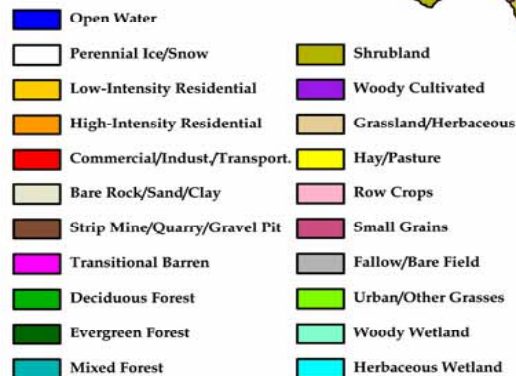 Open Water
Perennial Ice/Snow
Low-Intensity Residential
High-Intensity Residential
Commercial/Indust./Transport.
Bare Rock/Sand/Clay
Strip Mine/Quarry/Gravel Pit
Transitional Barren
Deciduous Forest
Evergreen Forest
Mixed Forest
Shrubland
Woody Cultivated
Grassland/Herbaceous
Hay/Pasture
Row Crops
Small Grains
Fallow/Bare Field
Urban/Other Grasses
Woody Wetland
Herbaceous Wetland